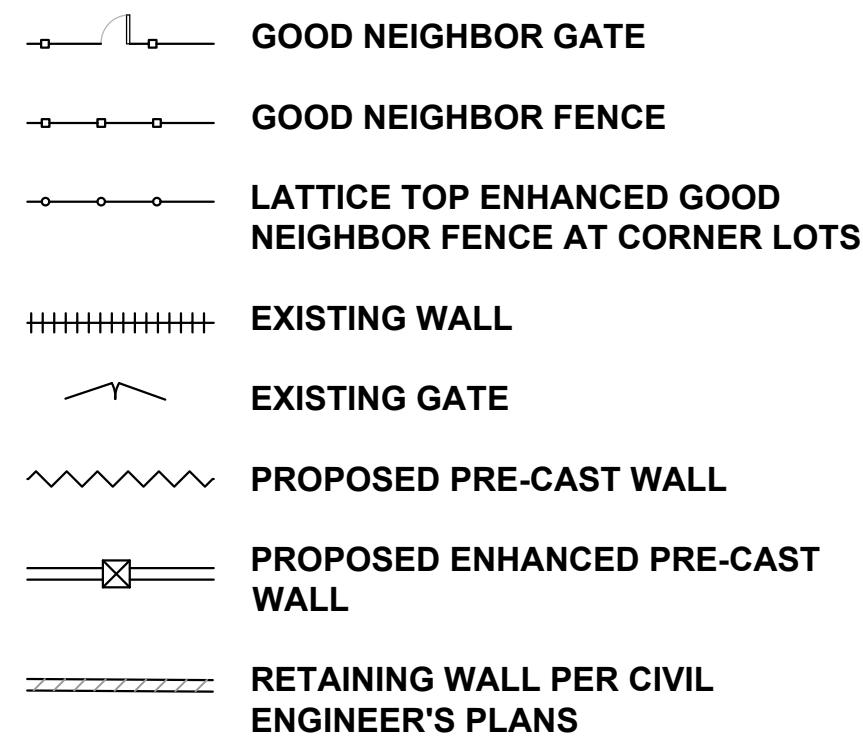 GOOD NEIGHBOR GATE
GOOD NEIGHBOR FENCE
LATTICE TOP ENHANCED GOOD
NEIGHBOR FENCE AT CORNER LOTS
EXISTING WALL
EXISTING GATE
PROPOSED PRE-CAST WALL
PROPOSED ENHANCED PRE-CAST
WALL
RETAINING WALL PER CIVIL
ENGINEER'S PLANS